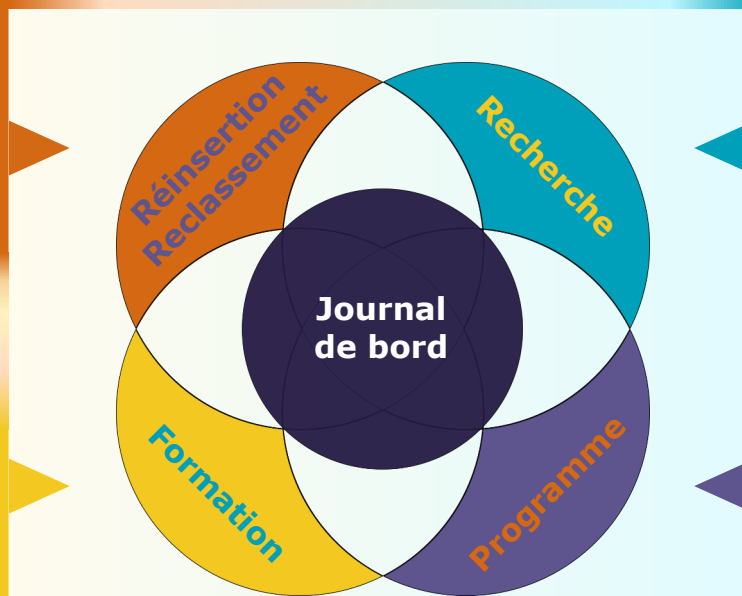 Réinsertion
Reclassement
Recherche
Journal
de bord
Formation
Programme